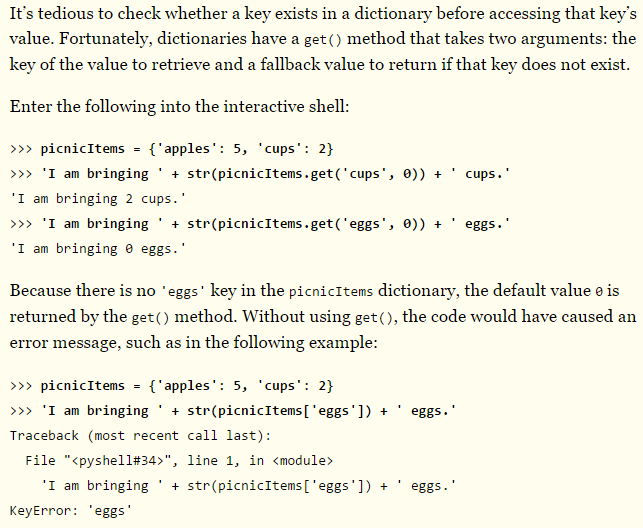 It’s tedious to check whether a key exists in a dictionary before accessing that key’s
value. Fortunately, dictionaries have a get() method that takes two arguments: the
key of the value to retrieve and a fallback value to return if that key does not exist.
Enter the following into the interactive shell:
>>> picnicItems = {'apples': 5, 'cups': 2}
>>> 'I am bringing ' + str(picnicItems.get('cups', 0)) + ' cups.'
'I am bringing 2 cups.'
>>> 'I am bringing ' + str(picnicItems.get('eggs', 0)) + ' eggs.'
'I am bringing 0 eggs.'
Because there is no 'eggs' key in the picnicItems dictionary, the default value 0 is
returned by the get() method. Without using get(), the code would have caused an
error message, such as in the following example:
>>> picnicItems = {'apples': 5, 'cups': 2}
>>> 'I am bringing ' + str(picnicItems['eggs']) + ' eggs.'
Traceback (most recent call last):
  File "<pyshell#34>", line 1, in <module>
    'I am bringing ' + str(picnicItems['eggs']) + ' eggs.'
KeyError: 'eggs'